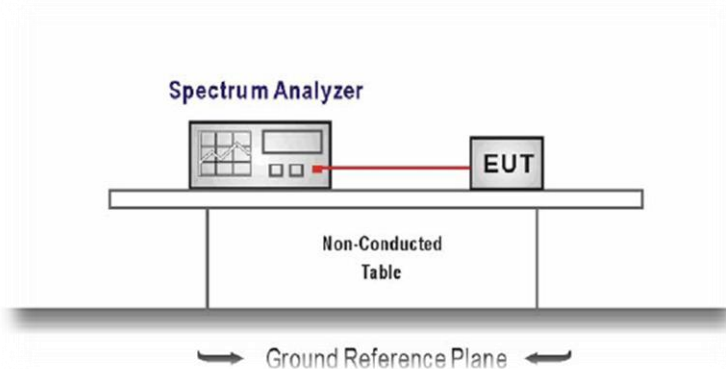 Spectrum Analyzer
EUT
Non-Conducted
Table
Ground Reference Plane